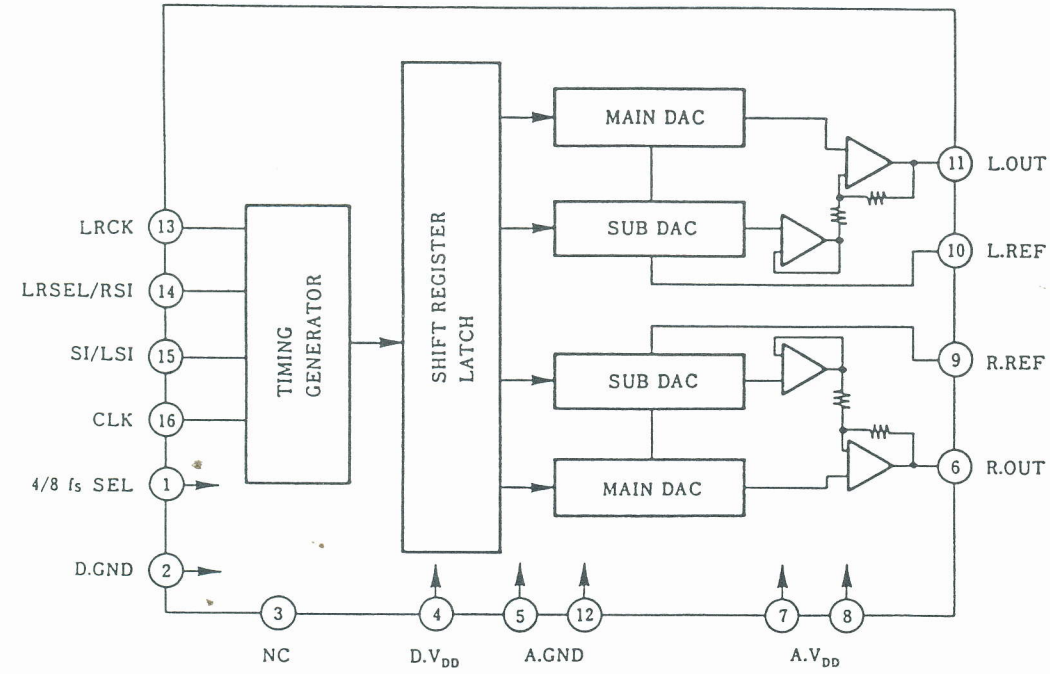 MAIN DAC
11 L.OUT
SUB DAC
10 L.REF
LRCK 13
LRSEL/RSI 14
SI/LSI 15
CLK 16
4/8 fs SEL 1
D.GND 2
TIMING
GENERATOR
SHIFT REGISTER
LATCH
SUB DAC
9 R.REF
MAIN DAC
6 R.OUT
3
4
5
12
7
8
NC
D.VDD
A.GND
A.VDD